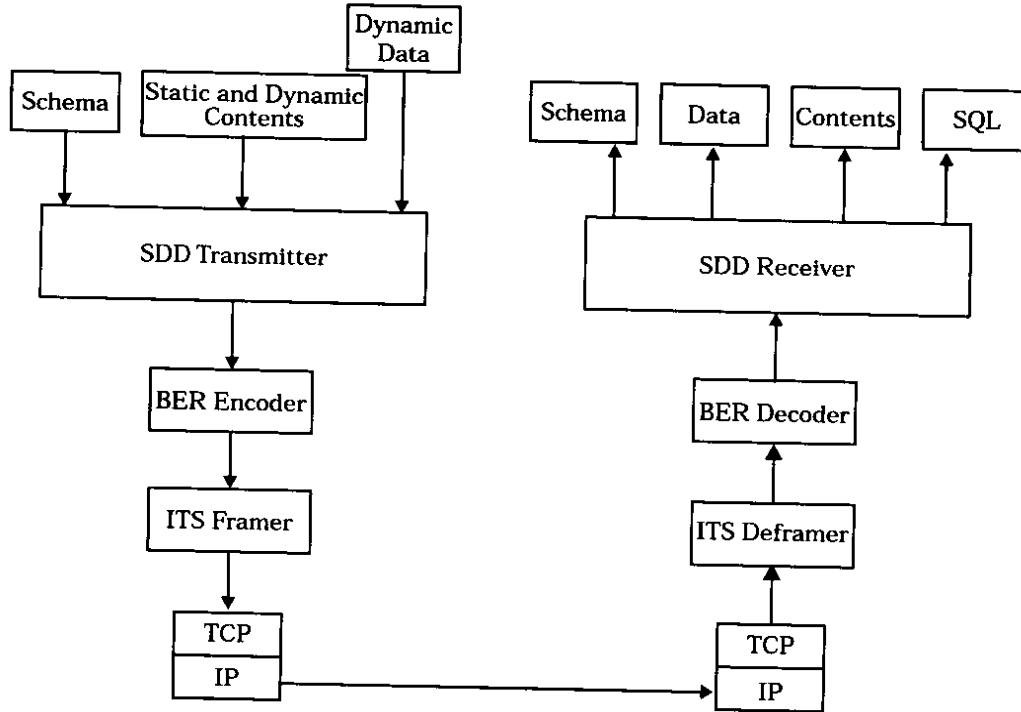 Dynamic
Data
Schema
Static and Dynamic
Contents
SDD Transmitter
BER Encoder
ITS Framer
TCP
IP
Schema
Data
Contents
SQL
SDD Receiver
BER Decoder
ITS Deframer
TCP
IP